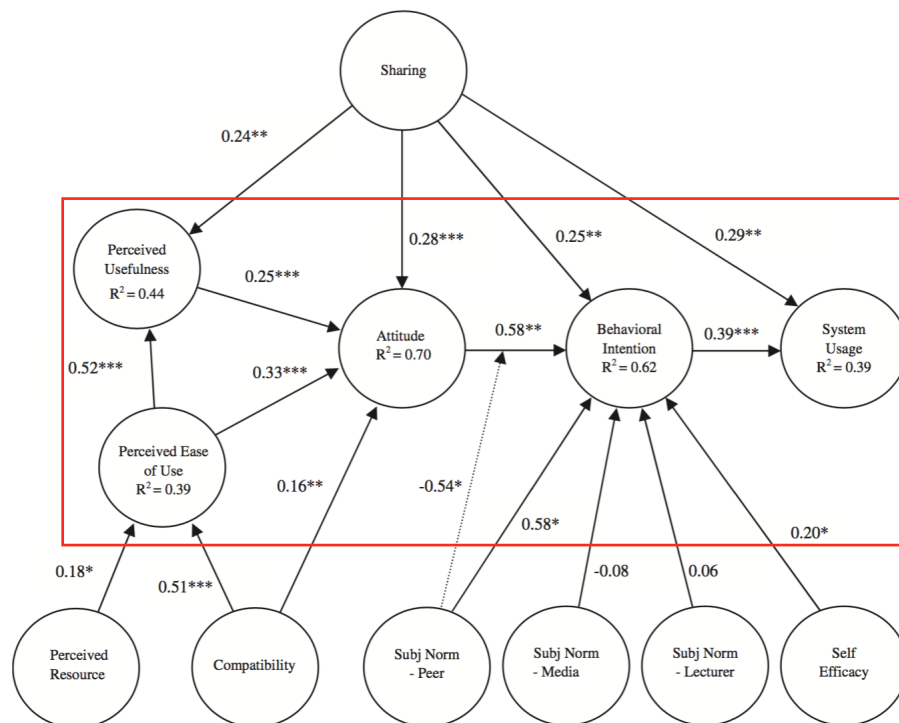 Sharing
0.24**
0.28***
0.25**
0.29**
Perceived
Usefulness
R² = 0.44
0.25***
Attitude
R² = 0.70
0.58**
Behavioral
Intention
R² = 0.62
0.39***
System
Usage
R² = 0.39
0.52***
0.33***
Perceived Ease
of Use
R² = 0.39
0.16**
-0.54*
0.58*
0.20*
0.18*
0.51***
-0.08
0.06
Perceived
Resource
Compatibility
Subj Norm
- Peer
Subj Norm
- Media
Subj Norm
- Lecturer
Self
Efficacy